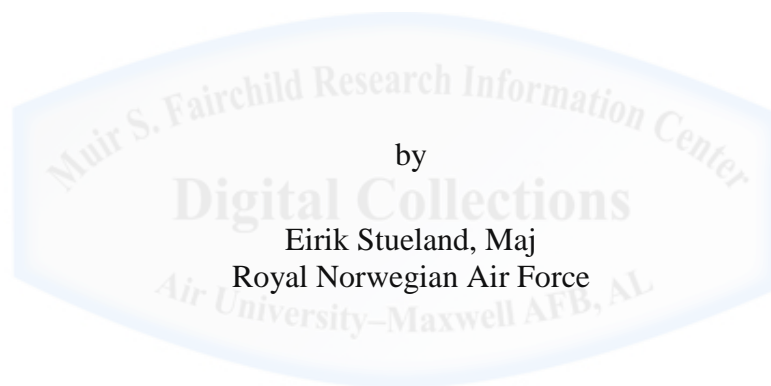 Muir S. Fairchild Research Information Center
by
Digital Collections
Eirik Stueland, Maj
Royal Norwegian Air Force
Air University–Maxwell AFB, AL